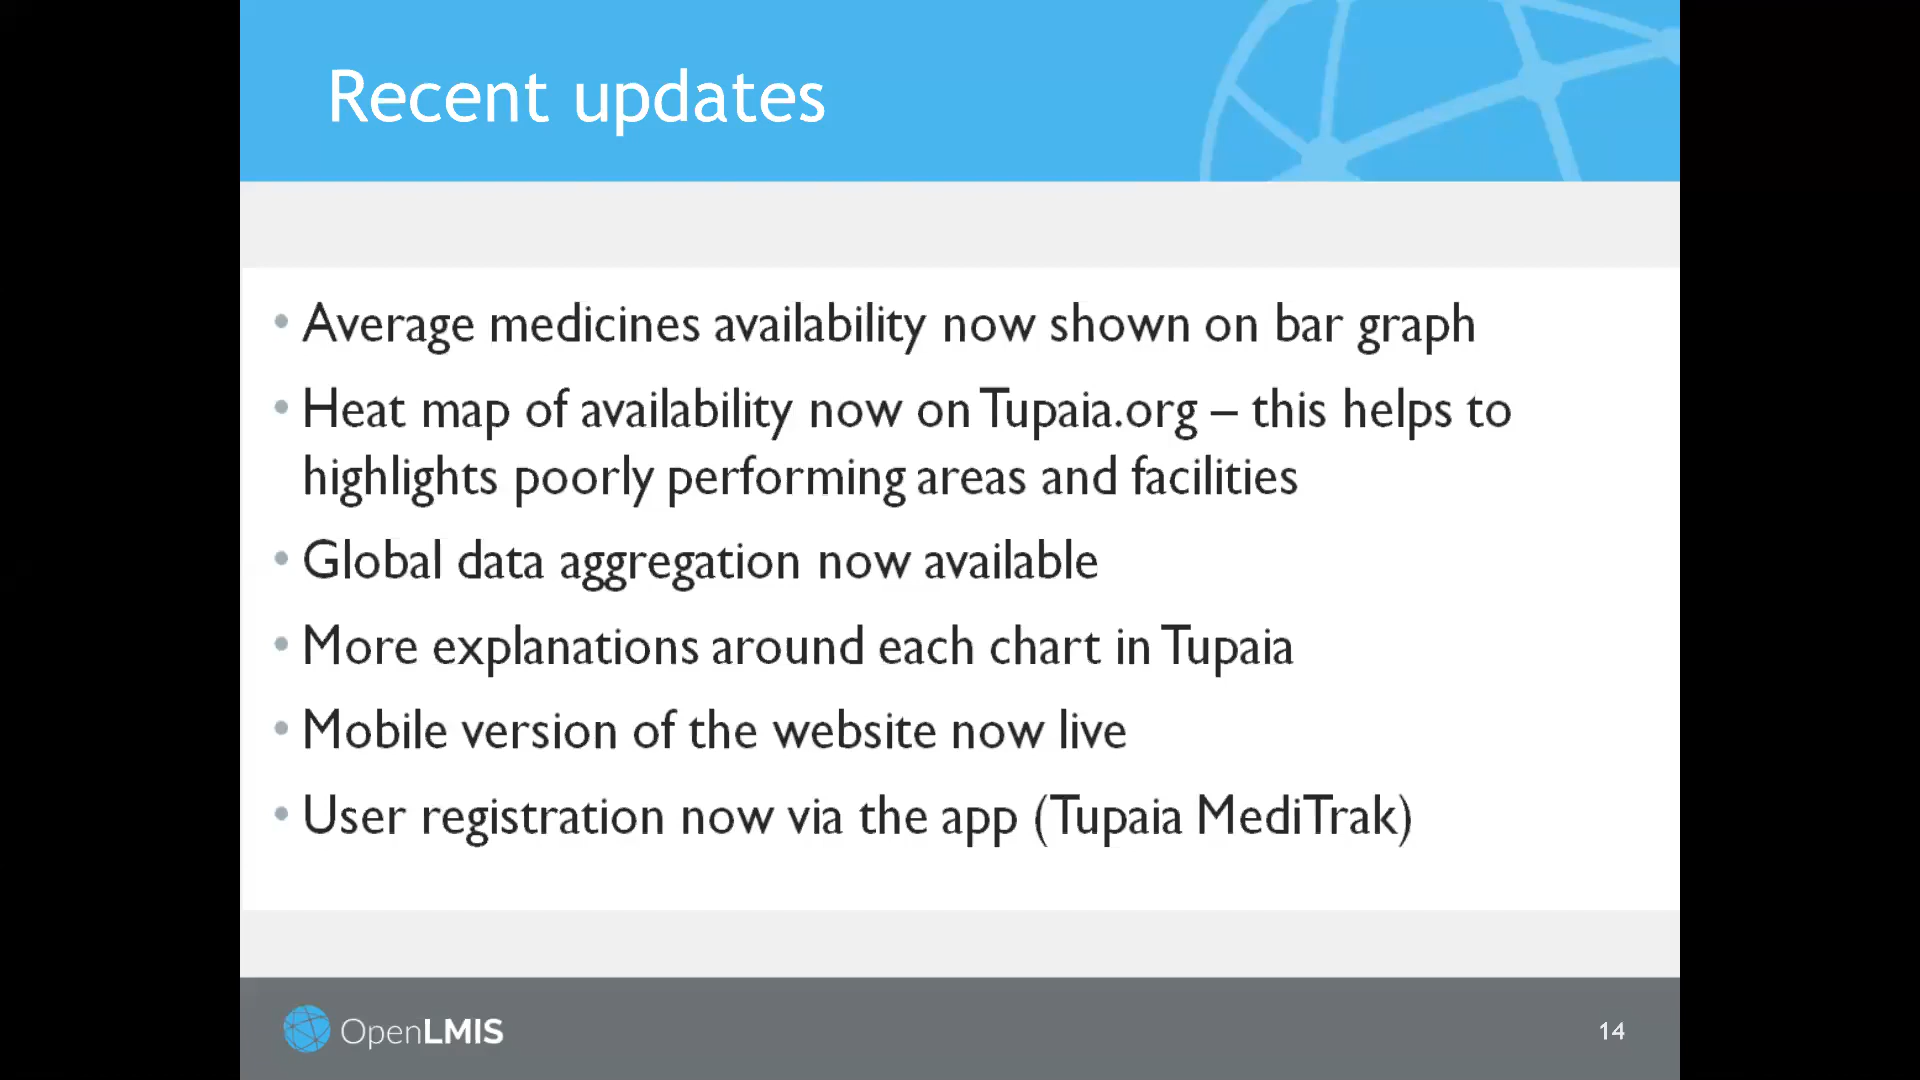 Recent updates
• Average medicines availability now shown on bar graph
• Heat map of availability now on Tupaia.org – this helps to
highlights poorly performing areas and facilities
• Global data aggregation now available
• More explanations around each chart in Tupaia
• Mobile version of the website now live
• User registration now via the app (Tupaia MediTrak)
OpenLMIS
14